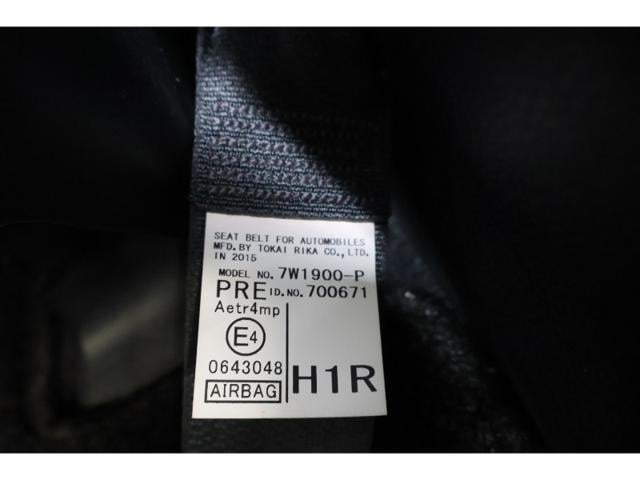 SEAT BELT FOR AUTOMOBILES
MFD. BY TOKAI RIKA CO., LTD.
IN 2015
MODEL NO. 7W1900-P
PRE ID.NO. 700671
Aetr4mp
E4
0643048
AIRBAG
H1R